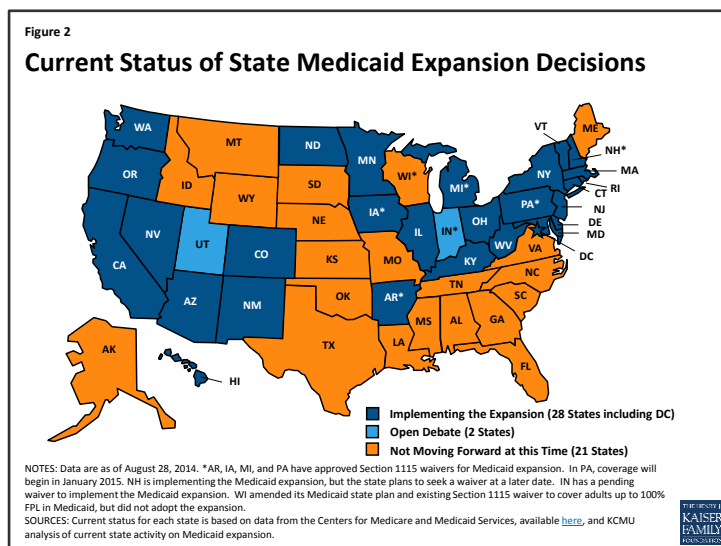 Figure 2
Current Status of State Medicaid Expansion Decisions
WA
MT
ND
MN
VT
ME
NH*
OR
ID
SD
WI*
MI*
NY
MA
WY
RI
CT
NE
IA*
PA*
NJ
NV
UT
CO
IL
IN*
OH
DE
MD
CA
KS
MO
KY
WV
VA
DC
AZ
NM
OK
AR*
TN
NC
SC
TX
LA
MS
AL
GA
AK
HI
FL
Implementing the Expansion (28 States including DC)
Open Debate (2 States)
Not Moving Forward at this Time (21 States)
NOTES: Data are as of August 28, 2014. *AR, IA, MI, and PA have approved Section 1115 waivers for Medicaid expansion. In PA, coverage will
begin in January 2015. NH is implementing the Medicaid expansion, but the state plans to seek a waiver at a later date. IN has a pending
waiver to implement the Medicaid expansion. WI amended its Medicaid state plan and existing Section 1115 waiver to cover adults up to 100%
FPL in Medicaid, but did not adopt the expansion.
SOURCES: Current status for each state is based on data from the Centers for Medicare and Medicaid Services, available here, and KCMU
analysis of current state activity on Medicaid expansion.
THE HENRY J.
KAISER
FAMILY
FOUNDATION